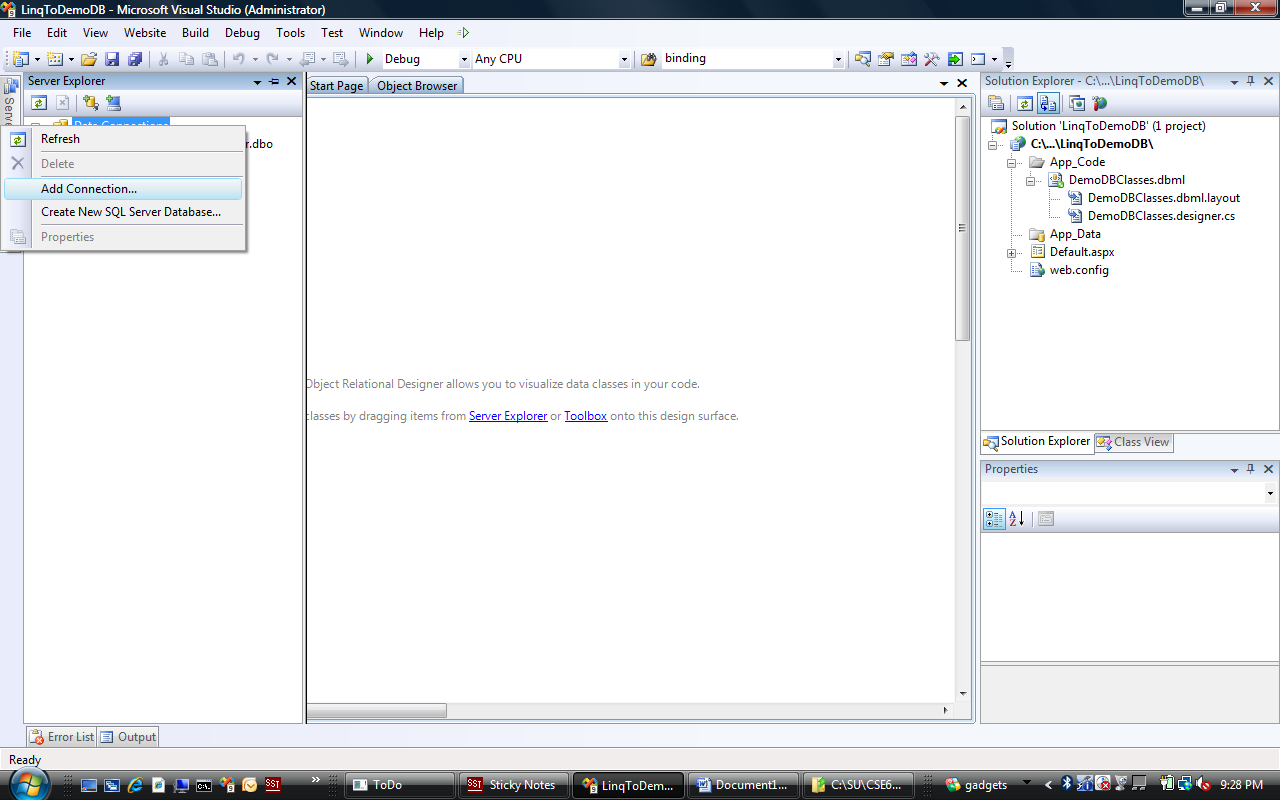 LinqToDemoDB - Microsoft Visual Studio (Administrator)
File Edit View Website Build Debug Tools Test Window Help
Debug Any CPU binding
Server Explorer
Data Connections
r.dbo
Refresh
Delete
Add Connection...
Create New SQL Server Database...
Properties
Start Page Object Browser
Object Relational Designer allows you to visualize data classes in your code.
classes by dragging items from Server Explorer or Toolbox onto this design surface.
Solution Explorer - C:\...\LinqToDemoDB\
Solution 'LinqToDemoDB' (1 project)
C:\...\LinqToDemoDB\
App_Code
DemoDBClasses.dbml
DemoDBClasses.dbml.layout
DemoDBClasses.designer.cs
App_Data
Default.aspx
web.config
Solution Explorer Class View
Properties
Error List Output
Ready
ToDo Sticky Notes LinqToDem... Document1... C:\SU\CSE6... gadgets 9:28 PM